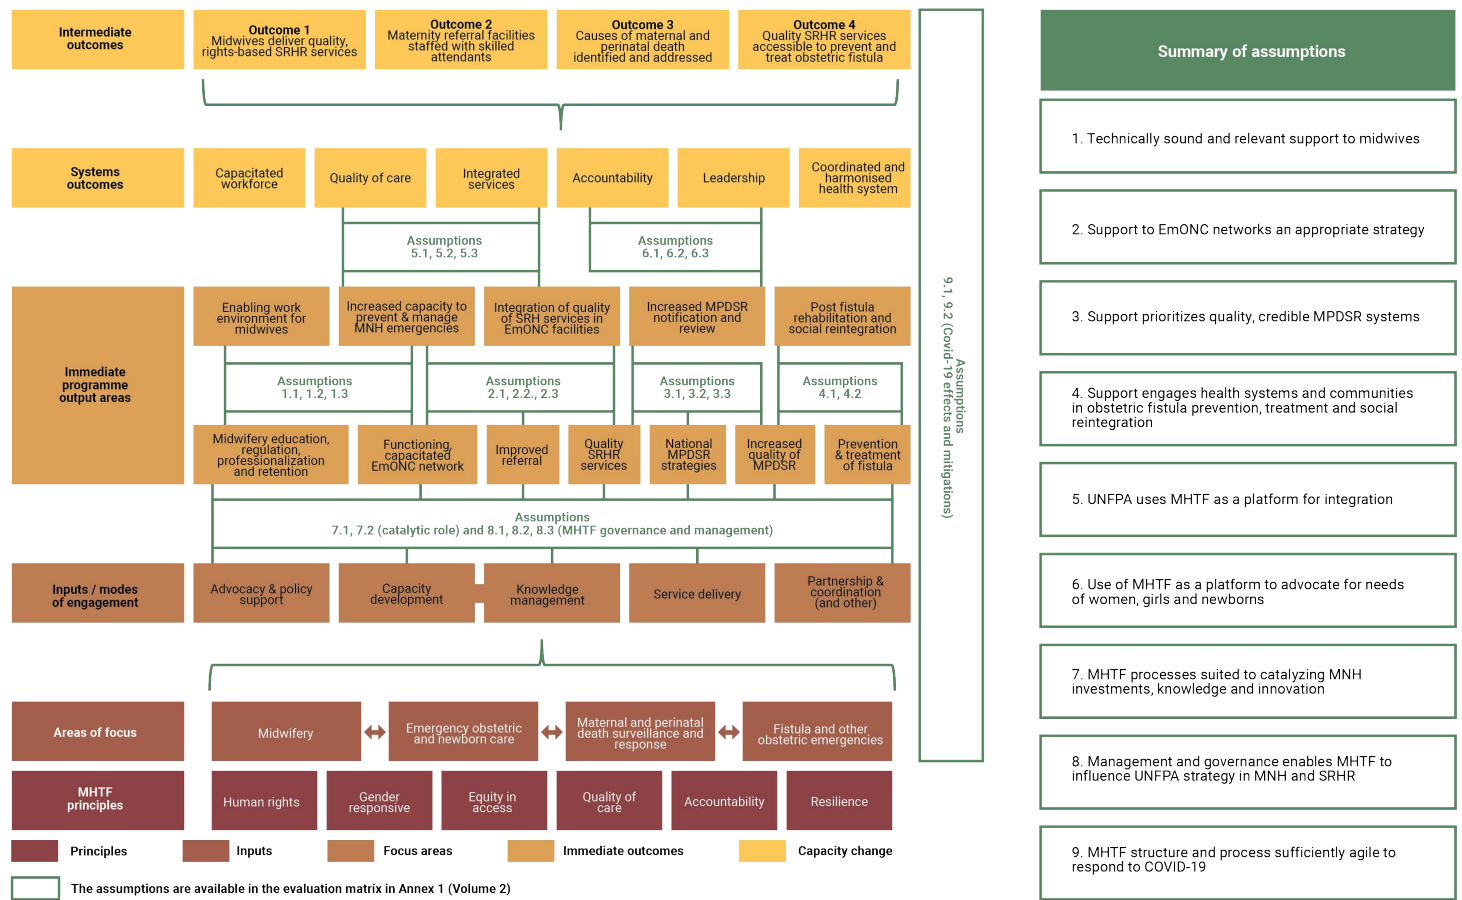 Intermediate
outcomes
Outcome 1
Midwives deliver quality,
rights-based SRHR services
Outcome 2
Maternity referral facilities
staffed with skilled
attendants
Outcome 3
Causes of maternal and
perinatal death
identified and addressed
Outcome 4
Quality SRHR services
accessible to prevent and
treat obstetric fistula
Systems
outcomes
Capacitated
workforce
Quality of care
Integrated
services
Accountability
Leadership
Coordinated and
harmonised
health system
Assumptions
5.1, 5.2, 5.3
Assumptions
6.1, 6.2, 6.3
Immediate
programme
output areas
Enabling work
environment for
midwives
Increased capacity to
prevent & manage
MNH emergencies
Integration of quality
of SRH services in
EmONC facilities
Increased MPDSR
notification and
review
Post fistula
rehabilitation and
social reintegration
Assumptions
1.1, 1.2, 1.3
Assumptions
2.1, 2.2., 2.3
Assumptions
3.1, 3.2, 3.3
Assumptions
4.1, 4.2
Midwifery education,
regulation,
professionalization
and retention
Functioning,
capacitated
EmONC network
Improved
referral
Quality
SRHR
services
National
MPDSR
strategies
Increased
quality of
MPDSR
Prevention
& treatment
of fistula
Assumptions
7.1, 7.2 (catalytic role) and 8.1, 8.2, 8.3 (MHTF governance and management)
Inputs / modes
of engagement
Advocacy & policy
support
Capacity
development
Knowledge
management
Service delivery
Partnership &
coordination
(and other)
Areas of focus
Midwifery
Emergency obstetric
and newborn care
Maternal and perinatal
death surveillance and
response
Fistula and other
obstetric emergencies
MHTF
principles
Human rights
Gender
responsive
Equity in
access
Quality of
care
Accountability
Resilience
Principles
Inputs
Focus areas
Immediate outcomes
Capacity change
The assumptions are available in the evaluation matrix in Annex 1 (Volume 2)
Assumptions
9.1, 9.2 (Covid-19 effects and mitigations)
Summary of assumptions
1. Technically sound and relevant support to midwives
2. Support to EmONC networks an appropriate strategy
3. Support prioritizes quality, credible MPDSR systems
4. Support engages health systems and communities
in obstetric fistula prevention, treatment and social
reintegration
5. UNFPA uses MHTF as a platform for integration
6. Use of MHTF as a platform to advocate for needs
of women, girls and newborns
7. MHTF processes suited to catalyzing MNH
investments, knowledge and innovation
8. Management and governance enables MHTF to
influence UNFPA strategy in MNH and SRHR
9. MHTF structure and process sufficiently agile to
respond to COVID-19